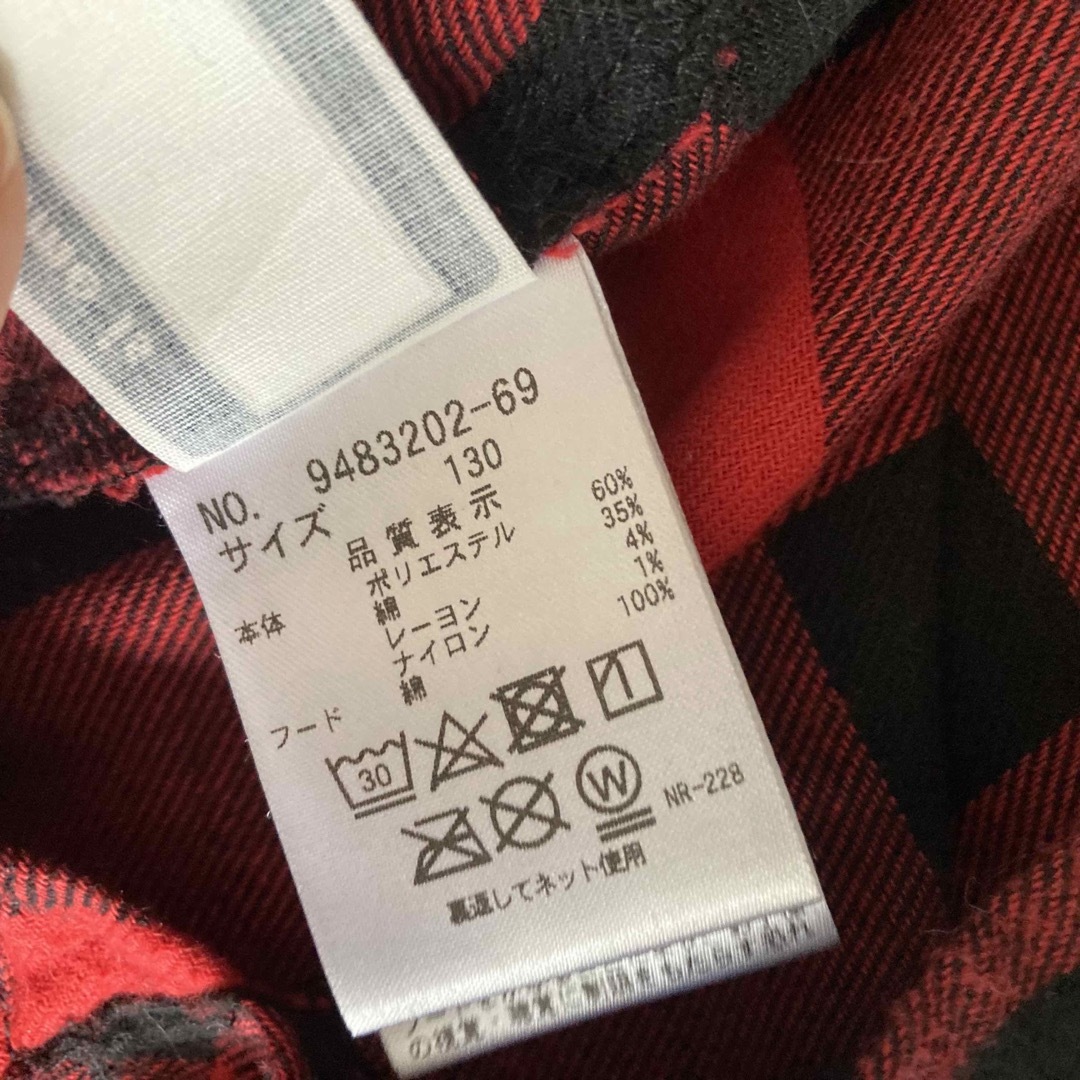 NO. 9483202-69
サイズ 130
品質表示
本体 ポリエステル 60%
綿 35%
レーヨン 4%
ナイロン 1%
フード 綿 100%
30
1
W NR-228
裏返してネット使用